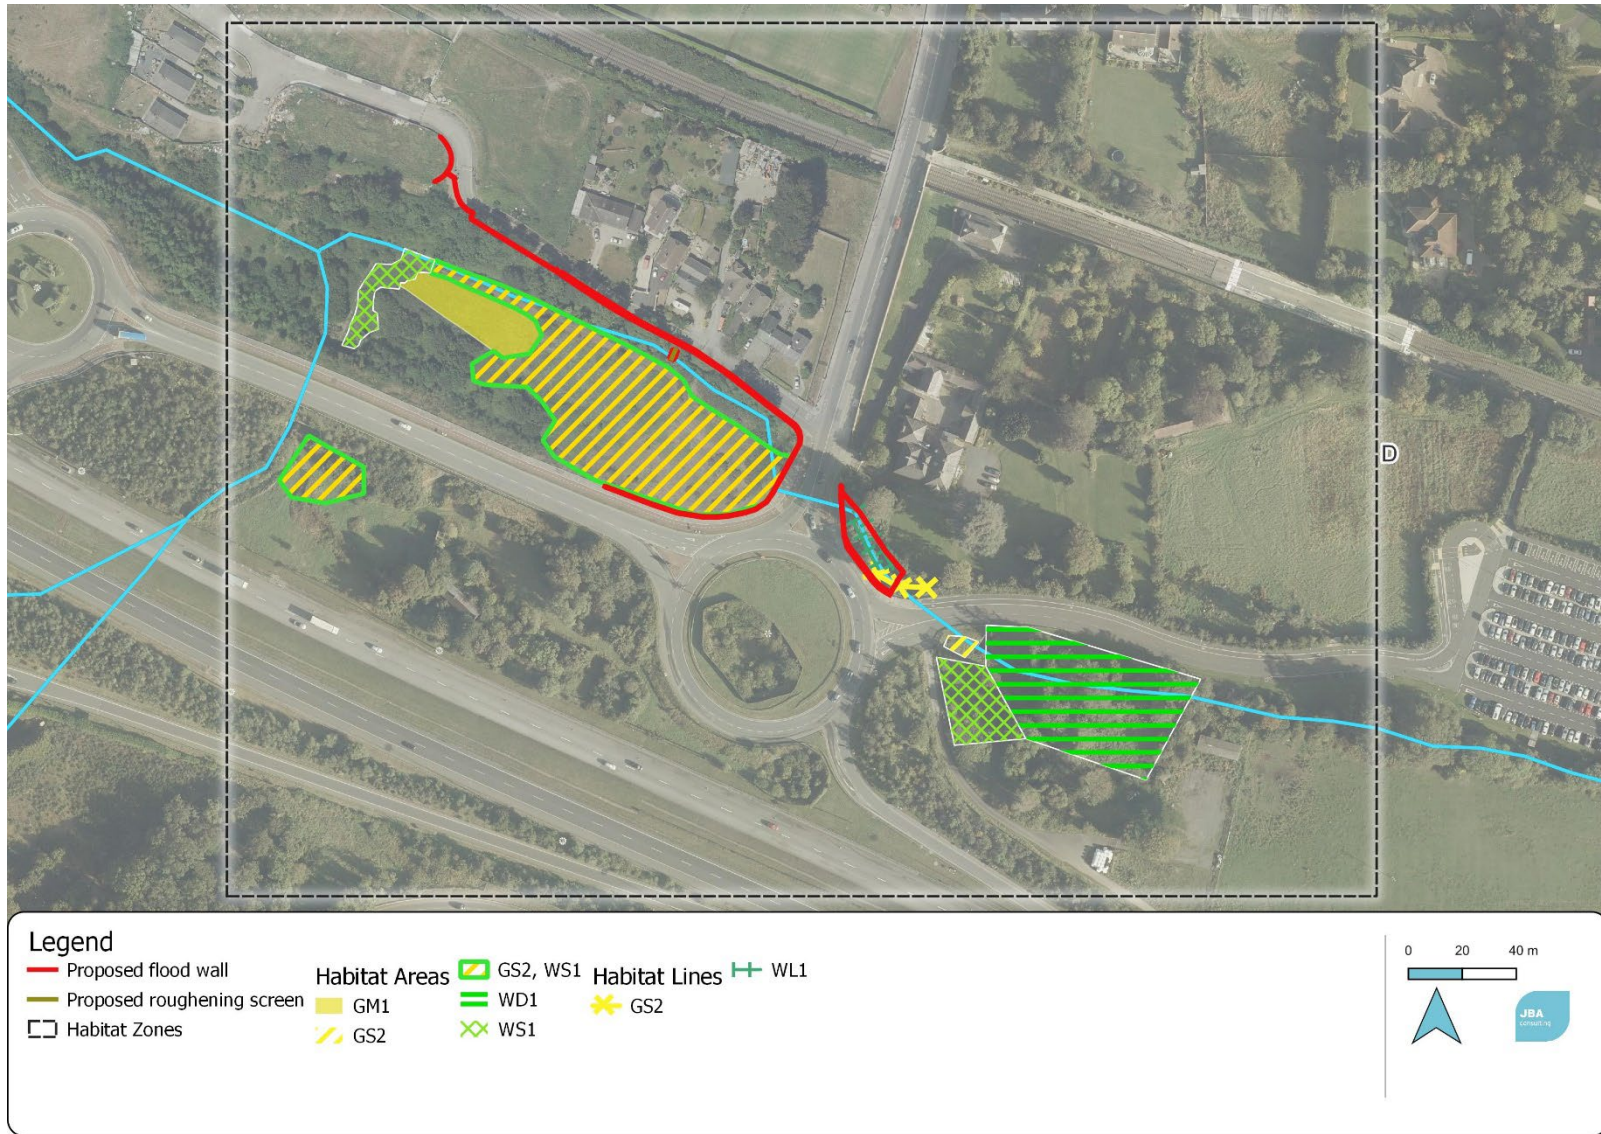 D
Legend
Proposed flood wall
Proposed roughening screen
Habitat Zones
Habitat Areas
GM1
GS2
GS2, WS1
WD1
WS1
Habitat Lines
GS2
WL1
0 20 40 m
JBA
consulting